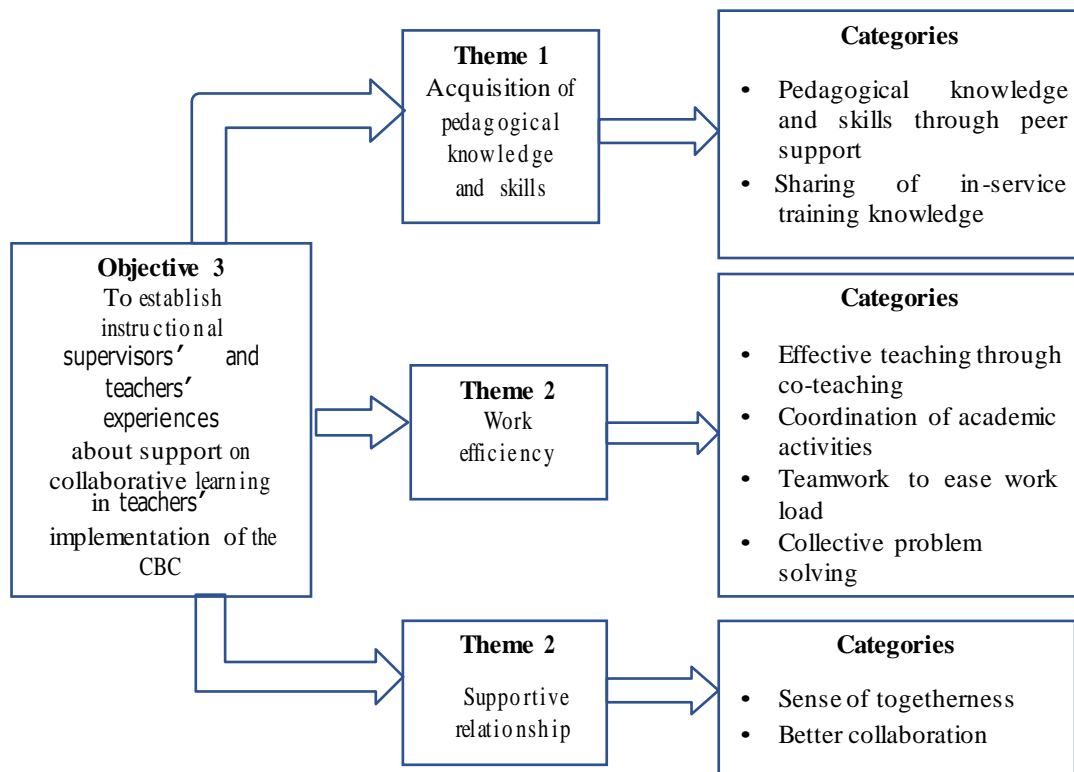 Objective 3
To establish
instructional
supervisors’ and
teachers’
experiences
about support on
collaborative learning
in teachers’
implementation of the
CBC
Theme 1
Acquisition of
pedagogical
knowledge
and skills
Categories
• Pedagogical knowledge
and skills through peer
support
• Sharing of in-service
training knowledge
Theme 2
Work
efficiency
Categories
• Effective teaching through
co-teaching
• Coordination of academic
activities
• Teamwork to ease work
load
• Collective problem
solving
Theme 2
Supportive
relationship
Categories
• Sense of togetherness
• Better collaboration